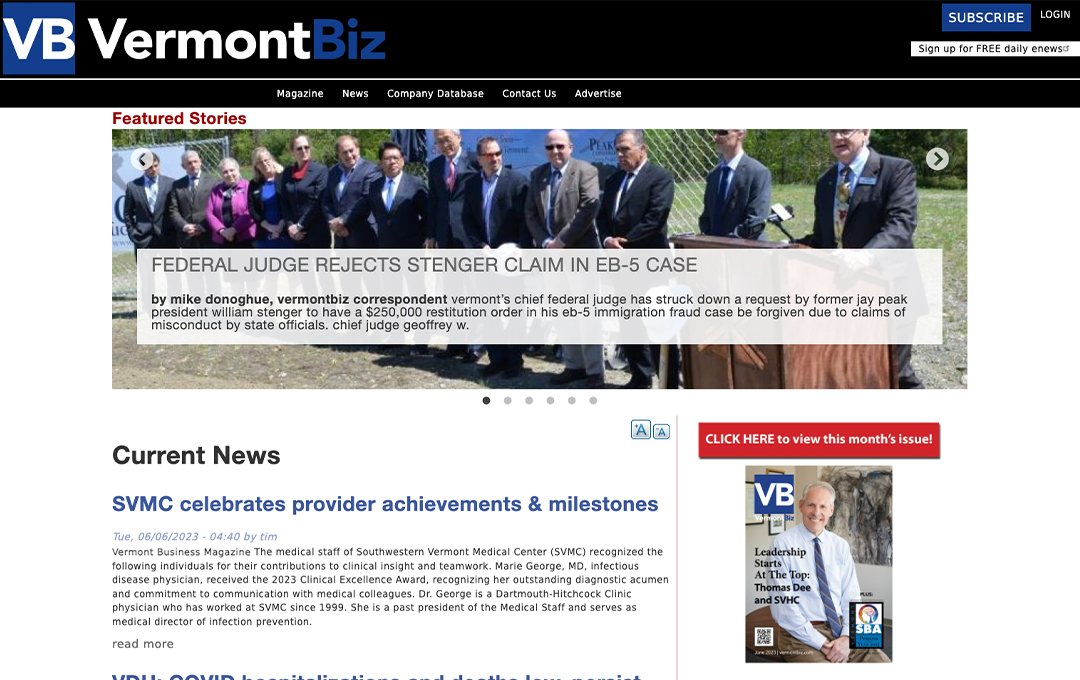 VB VermontBiz
SUBSCRIBE
LOGIN
Sign up for FREE daily enews
Magazine News Company Database Contact Us Advertise
Featured Stories
PEAK
FEDERAL JUDGE REJECTS STENGER CLAIM IN EB-5 CASE
by mike donoghue, vermontbiz correspondent vermont's chief federal judge has struck down a request by former jay peak
president william stenger to have a $250,000 restitution order in his eb-5 immigration fraud case be forgiven due to claims of
misconduct by state officials. chief judge geoffrey w.
A A
Current News
SVMC celebrates provider achievements & milestones
Tue, 06/06/2023 - 04:40 by tim
Vermont Business Magazine The medical staff of Southwestern Vermont Medical Center (SVMC) recognized the
following individuals for their contributions to clinical insight and teamwork. Marie George, MD, infectious
disease physician, received the 2023 Clinical Excellence Award, recognizing her outstanding diagnostic acumen
and commitment to communication with medical colleagues. Dr. George is a Dartmouth-Hitchcock Clinic
physician who has worked at SVMC since 1999. She is a past president of the Medical Staff and serves as
medical director of infection prevention.
read more
VDH: COVID hospitalizations and deaths low, persist
CLICK HERE to view this month's issue!
VB
VermontBiz
Leadership
Starts
At The Top:
Thomas Dee
and SVHC
PLUS:
SBA
June 2023 | vermontbiz.com